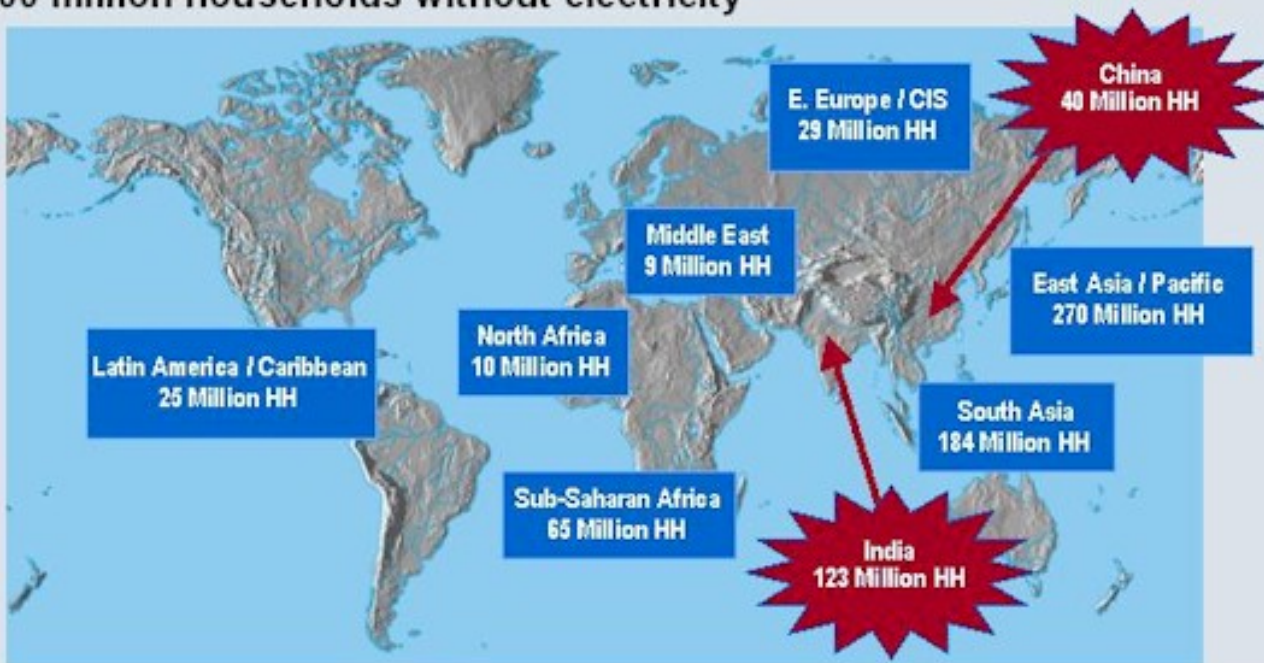 million households without electricity
China
40 Million HH
E. Europe / CIS
29 Million HH
Middle East
9 Million HH
East Asia / Pacific
270 Million HH
North Africa
10 Million HH
Latin America / Caribbean
25 Million HH
South Asia
184 Million HH
Sub-Saharan Africa
65 Million HH
India
123 Million HH